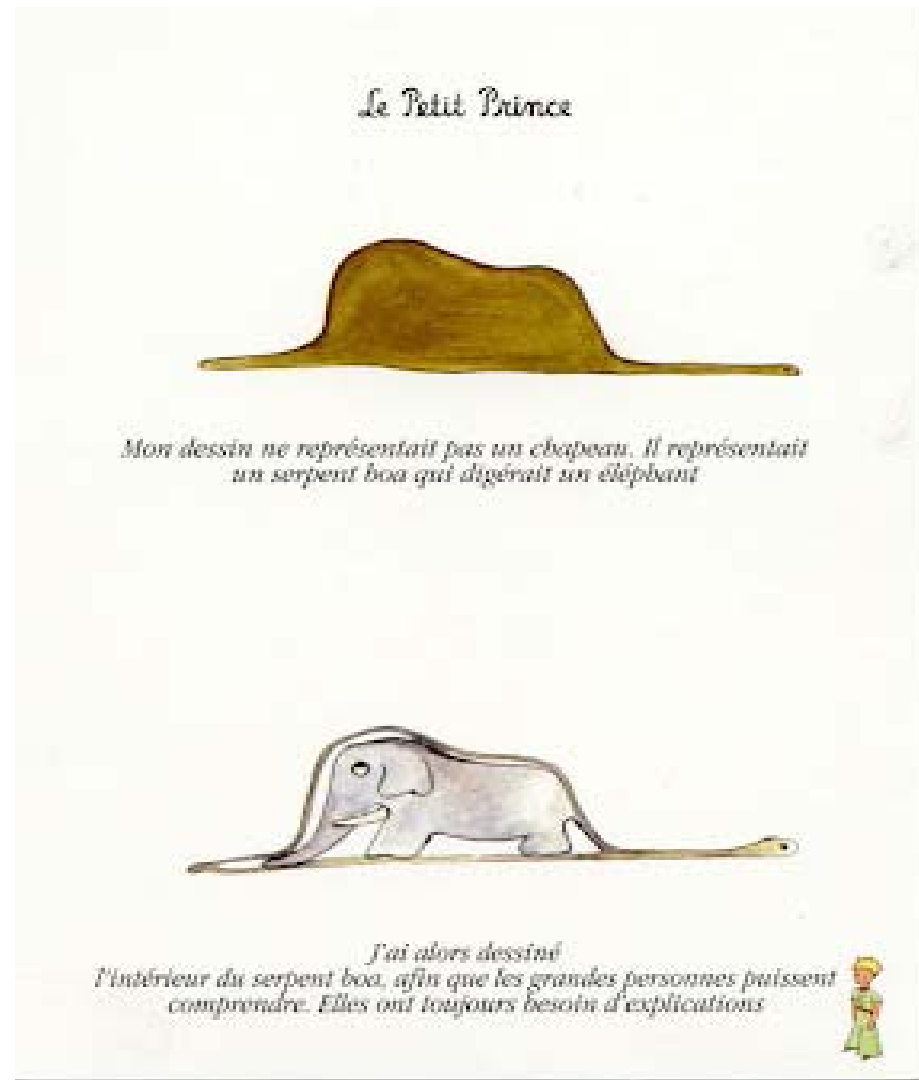 Le Petit Prince
Mon dessin ne représentait pas un chapeau. Il représentait
un serpent boa qui digérait un éléphant
J'ai alors dessiné
l'intérieur du serpent boa, afin que les grandes personnes puissent
comprendre. Elles ont toujours besoin d'explications